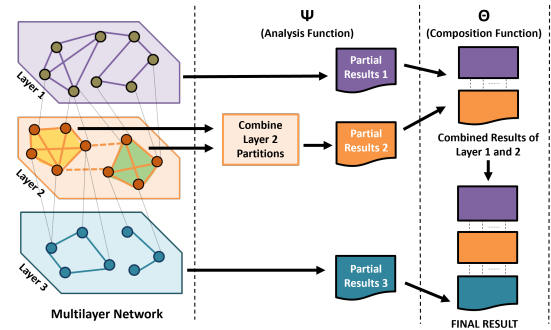 Ψ
(Analysis Function)
Θ
(Composition Function)
Layer 1
Partial
Results 1
Combine
Layer 2
Partitions
Partial
Results 2
Combined Results of
Layer 1 and 2
Layer 2
Layer 3
Partial
Results 3
Multilayer Network
FINAL RESULT